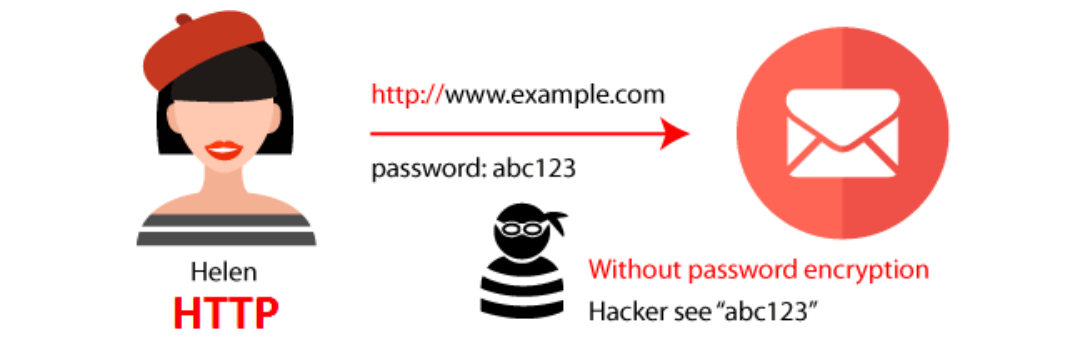 http://www.example.com
password: abc123
Helen
HTTP
Without password encryption
Hacker see “abc123”